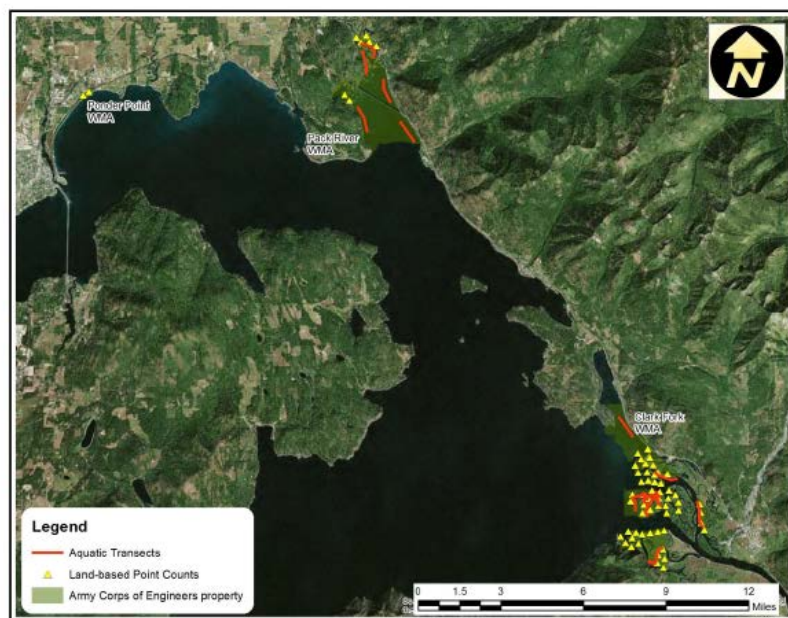 N
Ponder Point
WMA
Pack River
WMA
Clark Fork
WMA
Legend
Aquatic Transects
Land-based Point Counts
Army Corps of Engineers property
0 1.5 3 6 9 12
Miles